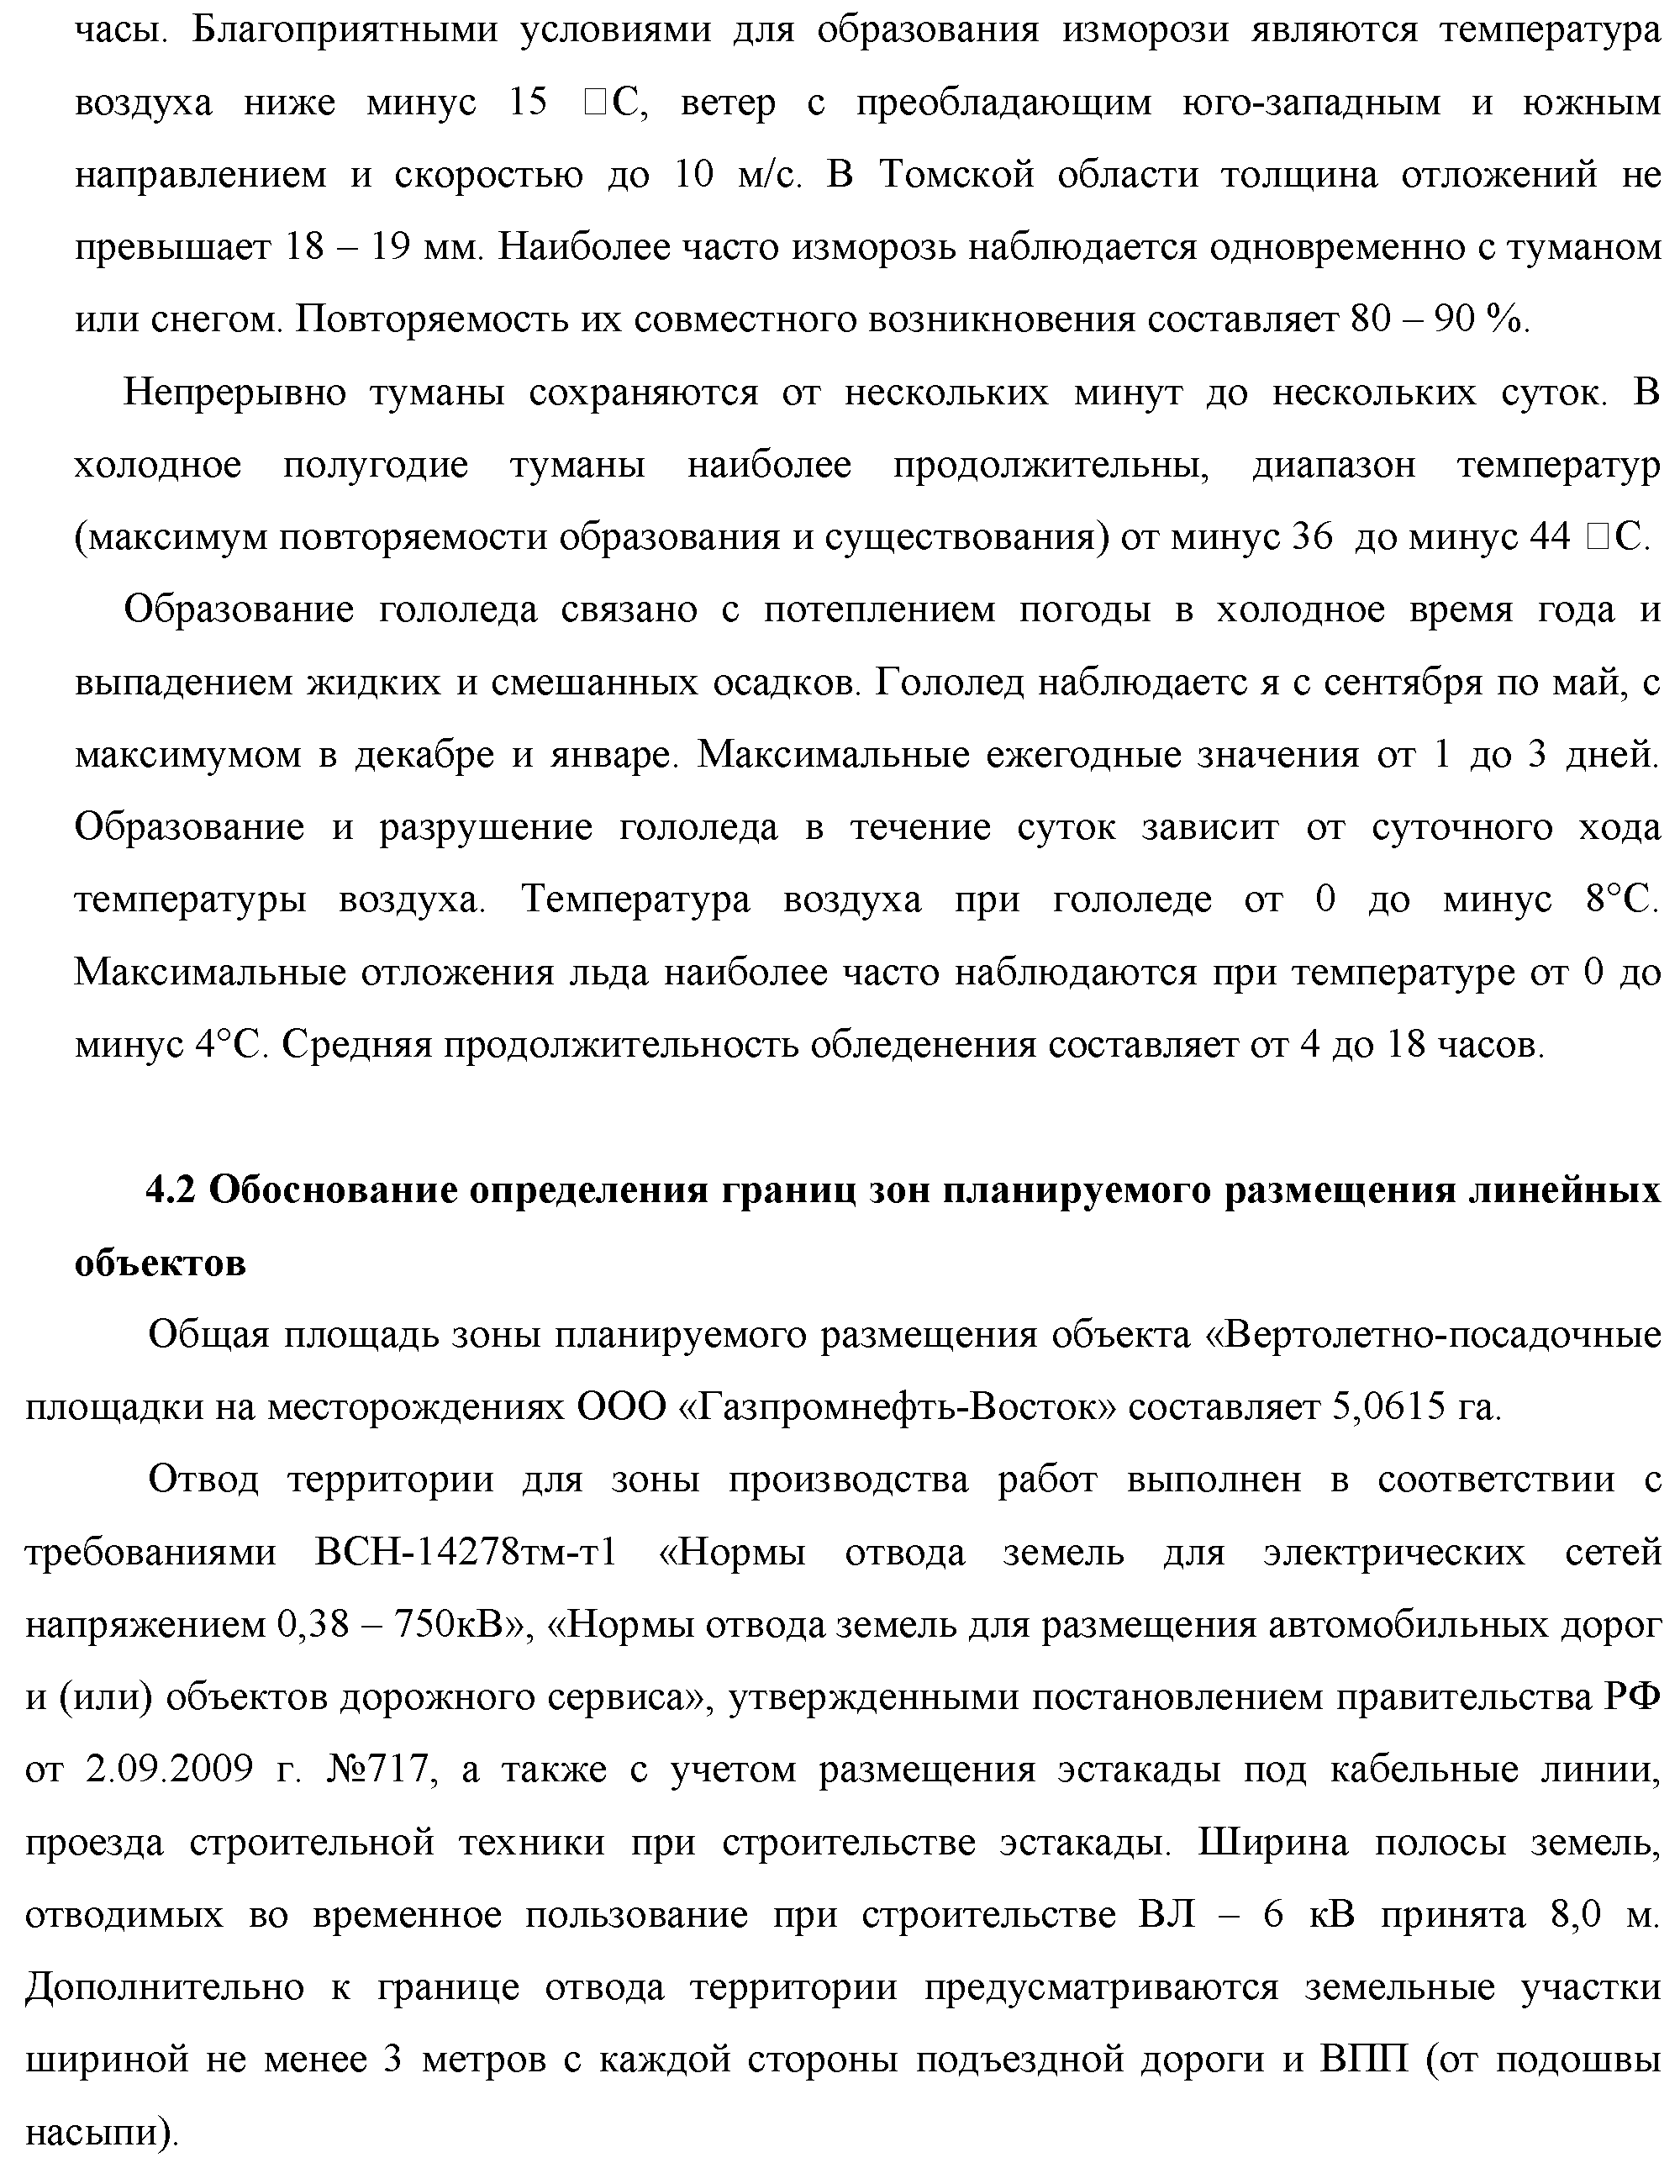 часы. Благоприятными условиями для образования изморози являются температура
воздуха ниже минус 15 □С, ветер с преобладающим юго-западным и южным
направлением и скоростью до 10 м/с. В Томской области толщина отложений не
превышает 18 – 19 мм. Наиболее часто изморозь наблюдается одновременно с туманом
или снегом. Повторяемость их совместного возникновения составляет 80 – 90 %.
Непрерывно туманы сохраняются от нескольких минут до нескольких суток. В
холодное полугодие туманы наиболее продолжительны, диапазон температур
(максимум повторяемости образования и существования) от минус 36  до минус 44 □С.
Образование гололеда связано с потеплением погоды в холодное время года и
выпадением жидких и смешанных осадков. Гололед наблюдаетс я с сентября по май, с
максимумом в декабре и январе. Максимальные ежегодные значения от 1 до 3 дней.
Образование и разрушение гололеда в течение суток зависит от суточного хода
температуры воздуха. Температура воздуха при гололеде от 0 до минус 8°С.
Максимальные отложения льда наиболее часто наблюдаются при температуре от 0 до
минус 4°С. Средняя продолжительность обледенения составляет от 4 до 18 часов.
4.2 Обоснование определения границ зон планируемого размещения линейных
объектов
Общая площадь зоны планируемого размещения объекта «Вертолетно-посадочные
площадки на месторождениях ООО «Газпромнефть-Восток» составляет 5,0615 га.
Отвод территории для зоны производства работ выполнен в соответствии с
требованиями ВСН-14278тм-т1 «Нормы отвода земель для электрических сетей
напряжением 0,38 – 750кВ», «Нормы отвода земель для размещения автомобильных дорог
и (или) объектов дорожного сервиса», утвержденными постановлением правительства РФ
от 2.09.2009 г. №717, а также с учетом размещения эстакады под кабельные линии,
проезда строительной техники при строительстве эстакады. Ширина полосы земель,
отводимых во временное пользование при строительстве ВЛ – 6 кВ принята 8,0 м.
Дополнительно к границе отвода территории предусматриваются земельные участки
шириной не менее 3 метров с каждой стороны подъездной дороги и ВПП (от подошвы
насыпи).